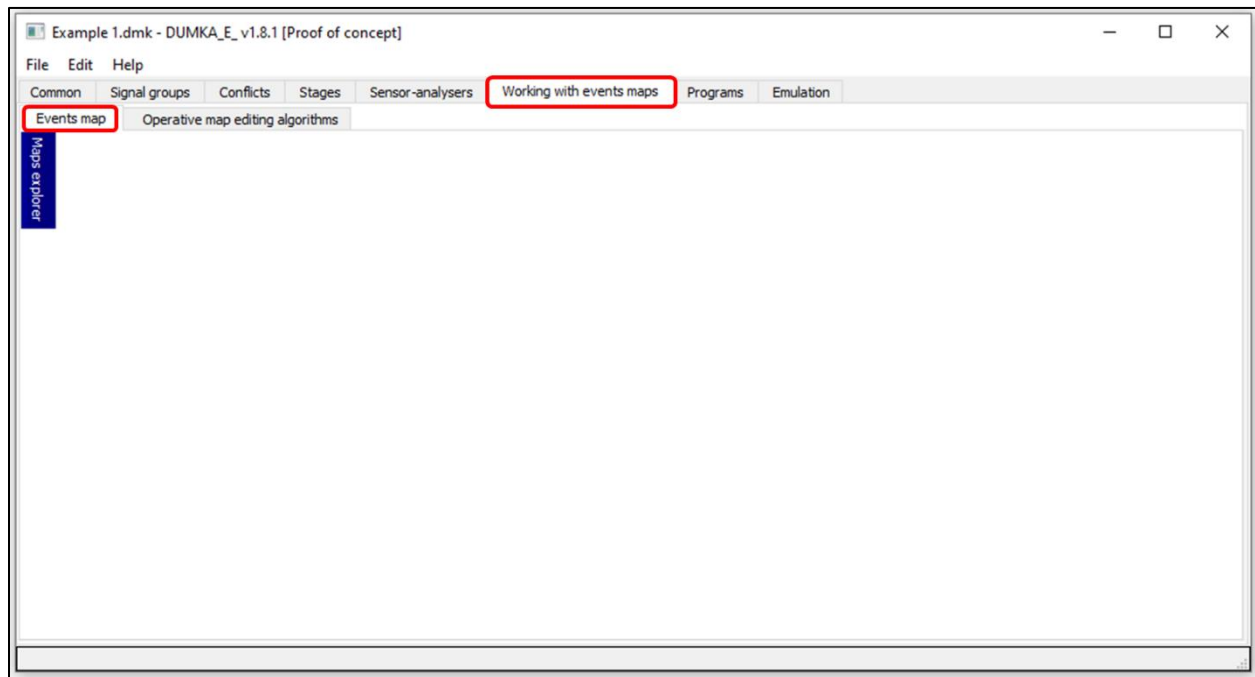 Example 1.dmk - DUMKA_E_ v1.8.1 [Proof of concept]
File Edit Help
Common Signal groups Conflicts Stages Sensor-analysers Working with events maps Programs Emulation
Events map Operative map editing algorithms
Maps explorer